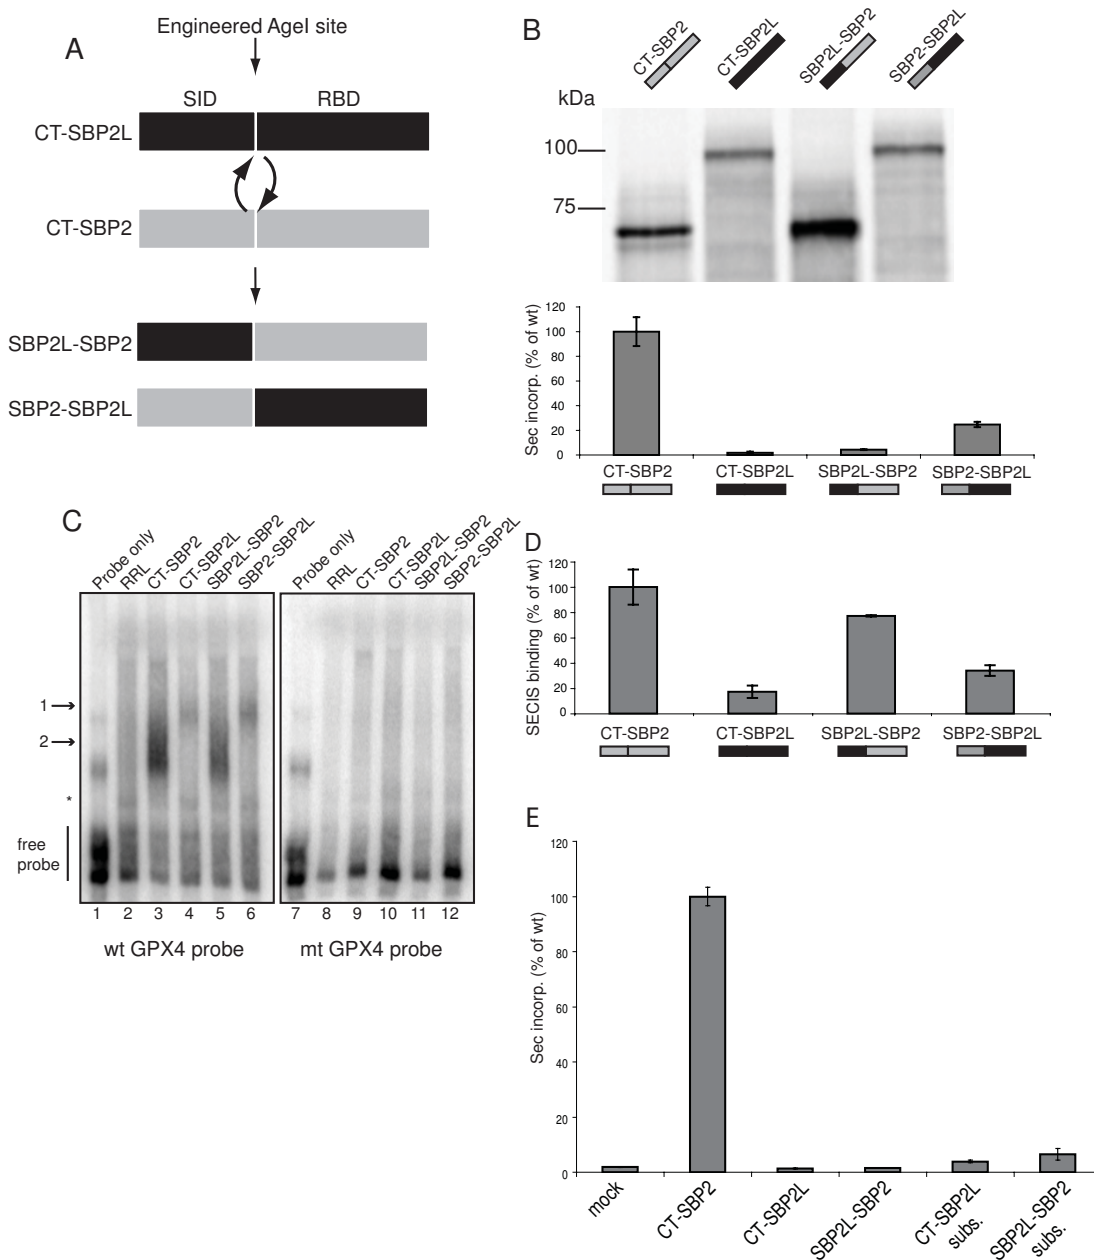 A
Engineered AgeI site
SID
RBD
CT-SBP2L
CT-SBP2
SBP2L-SBP2
SBP2-SBP2L
B
CT-SBP2
CT-SBP2L
SBP2L-SBP2
SBP2-SBP2L
kDa
100
75
Sec incorp. (% of wt)
120
100
80
60
40
20
0
CT-SBP2
CT-SBP2L
SBP2L-SBP2
SBP2-SBP2L
C
Probe only
RRL
CT-SBP2
CT-SBP2L
SBP2L-SBP2
SBP2-SBP2L
Probe only
RRL
CT-SBP2
CT-SBP2L
SBP2L-SBP2
SBP2-SBP2L
1
2
*
free
probe
1 2 3 4 5 6
7 8 9 10 11 12
wt GPX4 probe
mt GPX4 probe
D
SECIS binding (% of wt)
120
100
80
60
40
20
0
CT-SBP2
CT-SBP2L
SBP2L-SBP2
SBP2-SBP2L
E
Sec incorp. (% of wt)
120
100
80
60
40
20
0
mock
CT-SBP2
CT-SBP2L
SBP2L-SBP2
CT-SBP2L
subs.
SBP2L-SBP2
subs.